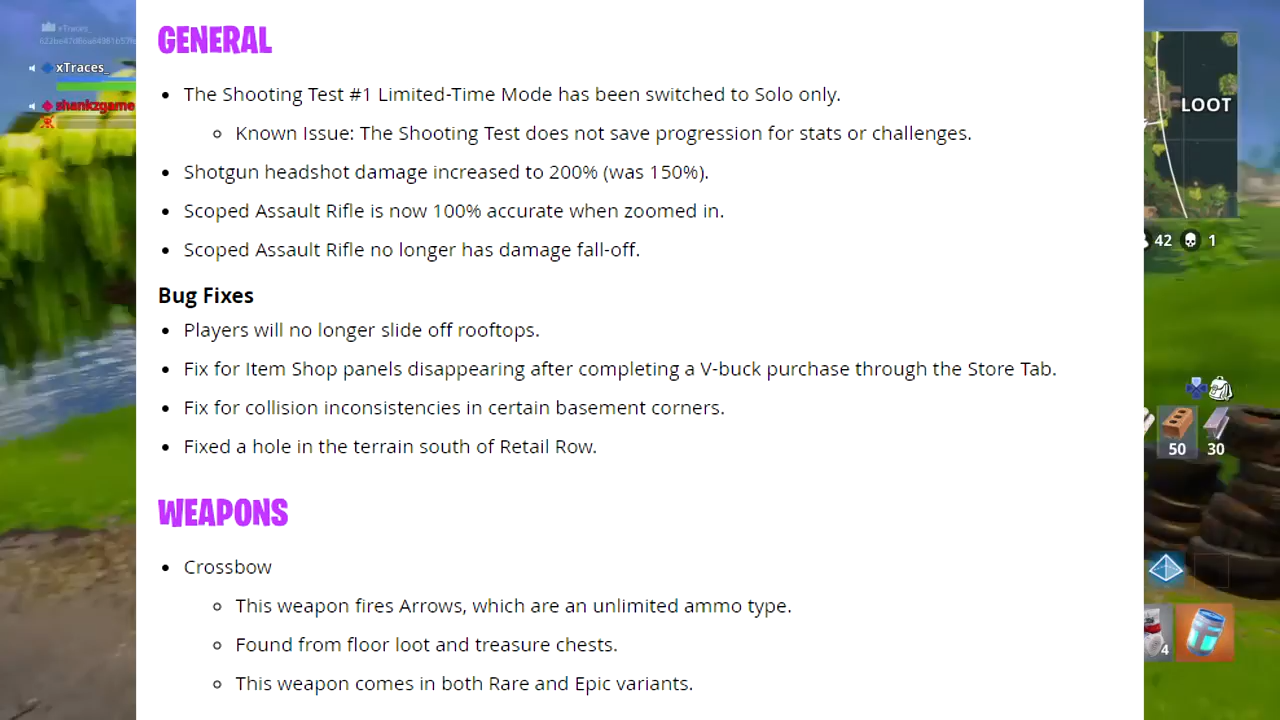 GENERAL
The Shooting Test #1 Limited-Time Mode has been switched to Solo only.
Known Issue: The Shooting Test does not save progression for stats or challenges.
Shotgun headshot damage increased to 200% (was 150%).
Scoped Assault Rifle is now 100% accurate when zoomed in.
Scoped Assault Rifle no longer has damage fall-off.
Bug Fixes
Players will no longer slide off rooftops.
Fix for Item Shop panels disappearing after completing a V-buck purchase through the Store Tab.
Fix for collision inconsistencies in certain basement corners.
Fixed a hole in the terrain south of Retail Row.
WEAPONS
Crossbow
This weapon fires Arrows, which are an unlimited ammo type.
Found from floor loot and treasure chests.
This weapon comes in both Rare and Epic variants.
xTraces_
xTraces_
shankzgame
LOOT
42 1
50 30
4